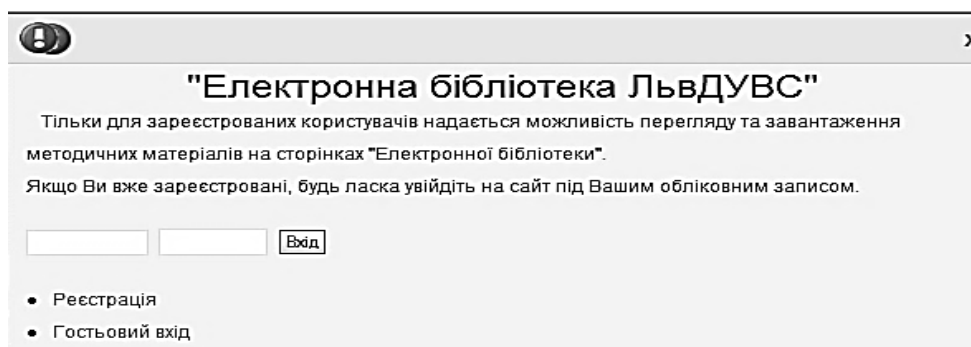 x
"Електронна бібліотека ЛьвДУВС"
Тільки для зареєстрованих користувачів надається можливість перегляду та завантаження
методичних матеріалів на сторінках "Електронної бібліотеки".
Якщо Ви вже зареєстровані, будь ласка увійдіть на сайт під Вашим обліковним записом.
Вхід
• Реєстрація
• Гостьовий вхід